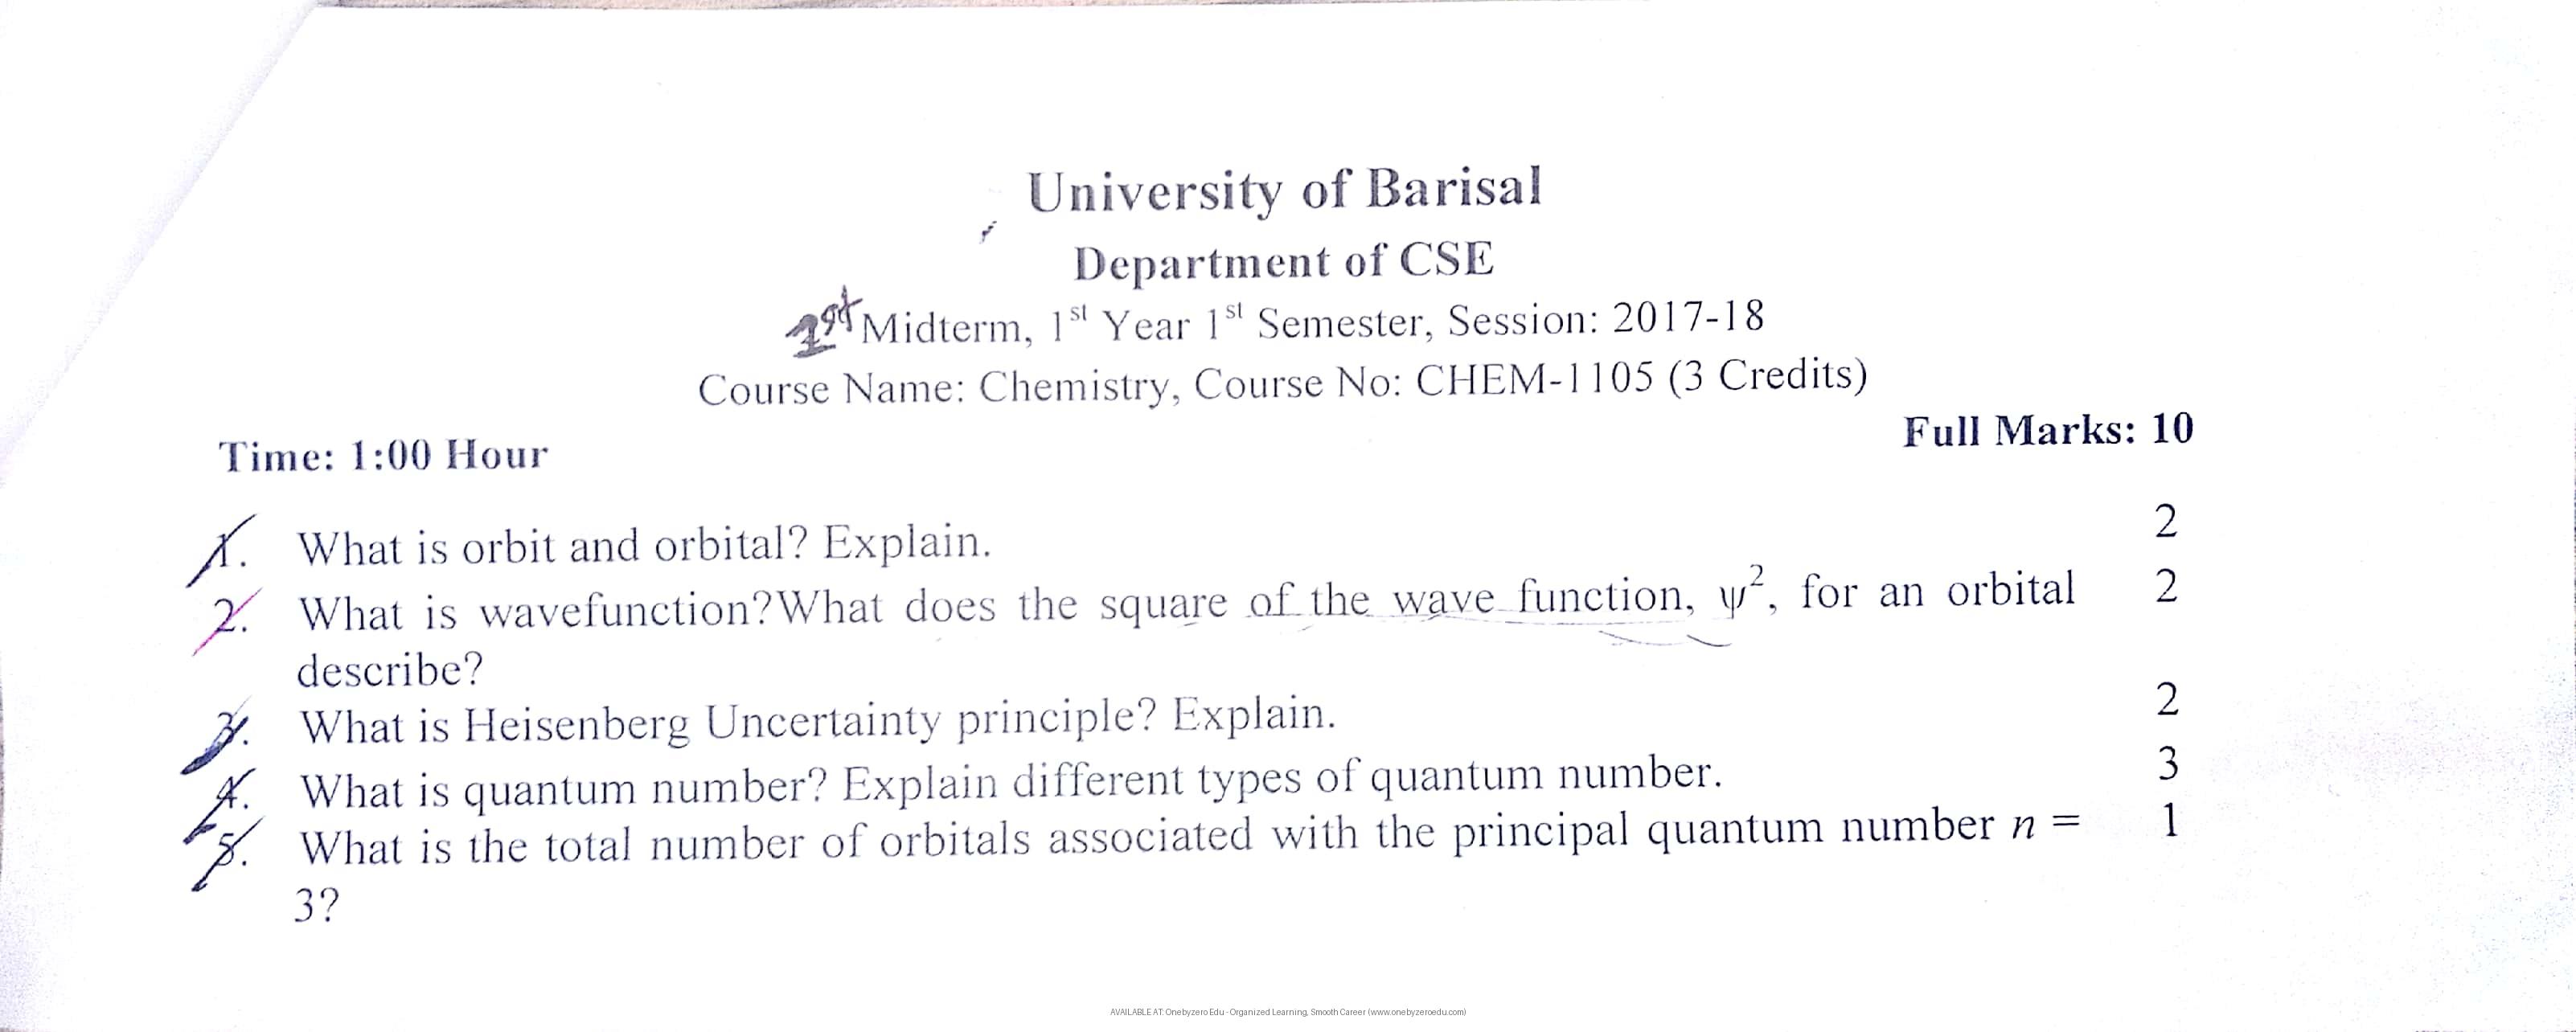 University of Barisal
Department of CSE
1st Midterm, 1st Year 1st Semester, Session: 2017-18
Course Name: Chemistry, Course No: CHEM-1105 (3 Credits)
Time: 1:00 Hour Full Marks: 10
1. What is orbit and orbital? Explain. 2
2. What is wavefunction?What does the square of the wave function, ψ², for an orbital 2
describe?
3. What is Heisenberg Uncertainty principle? Explain. 2
4. What is quantum number? Explain different types of quantum number. 3
5. What is the total number of orbitals associated with the principal quantum number n = 1
3?
AVAILABLE AT: Onebyzero Edu - Organized Learning, Smooth Career (www.onebyzeroedu.com)